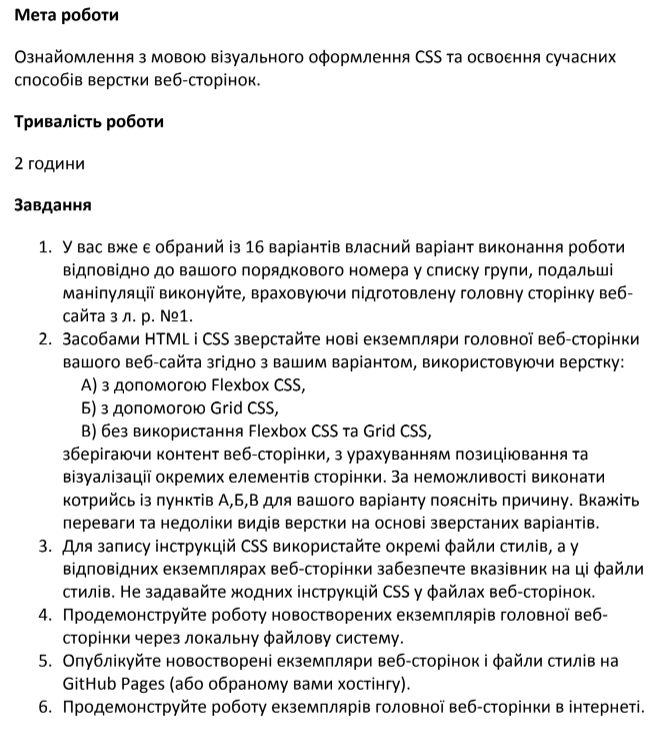 Мета роботи
Ознайомлення з мовою візуального оформлення CSS та освоєння сучасних
способів верстки веб-сторінок.
Тривалість роботи
2 години
Завдання
1. У вас вже є обраний із 16 варіантів власний варіант виконання роботи
відповідно до вашого порядкового номера у списку групи, подальші
маніпуляції виконуйте, враховуючи підготовлену головну сторінку веб-
сайта з л. р. №1.
2. Засобами HTML і CSS зверстайте нові екземпляри головної веб-сторінки
вашого веб-сайта згідно з вашим варіантом, використовуючи верстку:
А) з допомогою Flexbox CSS,
Б) з допомогою Grid CSS,
В) без використання Flexbox CSS та Grid CSS,
зберігаючи контент веб-сторінки, з урахуванням позиціювання та
візуалізації окремих елементів сторінки. За неможливості виконати
котрийсь із пунктів А,Б,В для вашого варіанту поясніть причину. Вкажіть
переваги та недоліки видів верстки на основі зверстаних варіантів.
3. Для запису інструкцій CSS використайте окремі файли стилів, а у
відповідних екземплярах веб-сторінки забезпечте вказівник на ці файли
стилів. Не задавайте жодних інструкцій CSS у файлах веб-сторінок.
4. Продемонструйте роботу новостворених екземплярів головної веб-
сторінки через локальну файлову систему.
5. Опублікуйте новостворені екземпляри веб-сторінок і файли стилів на
GitHub Pages (або обраному вами хостингу).
6. Продемонструйте роботу екземплярів головної веб-сторінки в інтернеті.